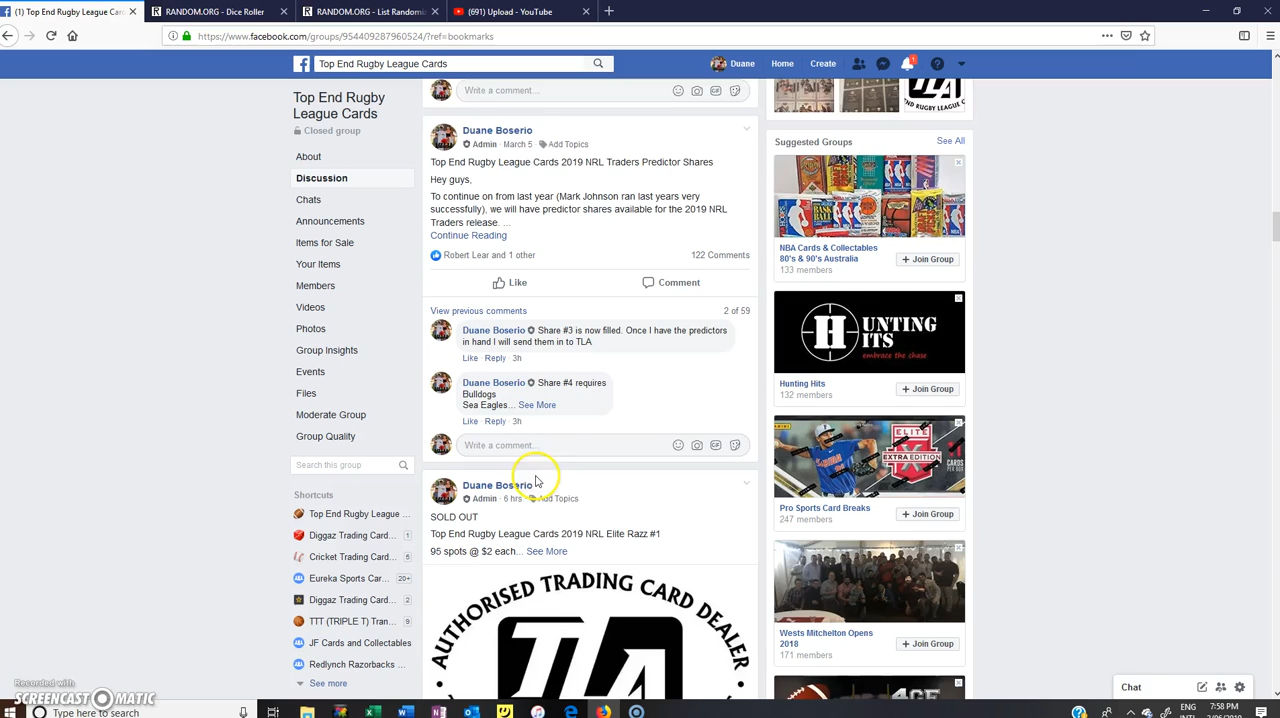 (1) Top End Rugby League Car
RANDOM.ORG - Dice Roller
RANDOM.ORG - List Randomiz
(691) Upload - YouTube
https://www.facebook.com/groups/954409287960524/?ref=bookmarks
Top End Rugby League Cards
Duane
Home
Create
1
Top End Rugby
League Cards
Closed group
About
Discussion
Chats
Announcements
Items for Sale
Your Items
Members
Videos
Photos
Group Insights
Events
Files
Moderate Group
Group Quality
Search this group
Shortcuts
Top End Rugby League ...
Diggaz Trading Card... 1
Cricket Trading Card... 5
Eureka Sports Car... 20+
Diggaz Trading Card... 2
TTT (TRIPLE T) Tran... 9
JF Cards and Collectables
Redlynch Razorbacks ...
See more
Write a comment...
Duane Boserio
Admin · March 5 · Add Topics
Top End Rugby League Cards 2019 NRL Traders Predictor Shares
Hey guys,
To continue on from last year (Mark Johnson ran last years very
successfully), we will have predictor shares available for the 2019 NRL
Traders release. ...
Continue Reading
Robert Lear and 1 other
122 Comments
Like
Comment
View previous comments
2 of 59
Duane Boserio Share #3 is now filled. Once I have the predictors
in hand I will send them in to TLA
Like · Reply · 3h
Duane Boserio Share #4 requires
Bulldogs
Sea Eagles... See More
Like · Reply · 3h
Write a comment...
Duane Boserio
Admin · 6 hrs · Add Topics
SOLD OUT
Top End Rugby League Cards 2019 NRL Elite Razz #1
95 spots @ $2 each... See More
AUTHORISED TRADING CARD DEALER
TLA
Suggested Groups
See All
NBA Cards & Collectables
80's & 90's Australia
133 members
Join Group
HUNTING
HITS
embrace the chase
Hunting Hits
132 members
Join Group
PANINI
ELITE
EXTRA EDITION
Pro Sports Card Breaks
247 members
Join Group
Wests Mitchelton Opens
2018
171 members
Join Group
Chat
Recorded with
SCREENCAST-O-MATIC
Type here to search
ENG
INTL
7:58 PM